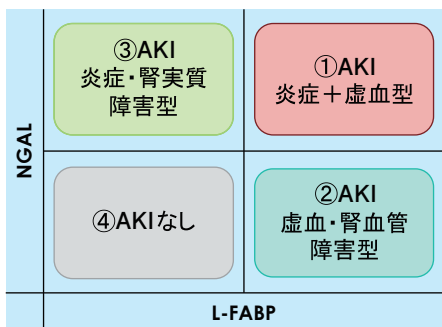 ③AKI
炎症・腎実質
障害型
①AKI
炎症＋虚血型
NGAL
④AKIなし
②AKI
虚血・腎血管
障害型
L-FABP